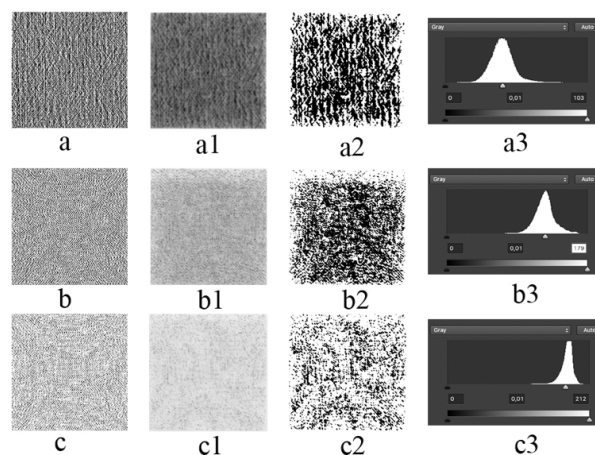 Gray Auto
0 0,01 103
a a1 a2 a3
Gray Auto
0 0,01 179
b b1 b2 b3
Gray Auto
0 0,01 212
c c1 c2 c3